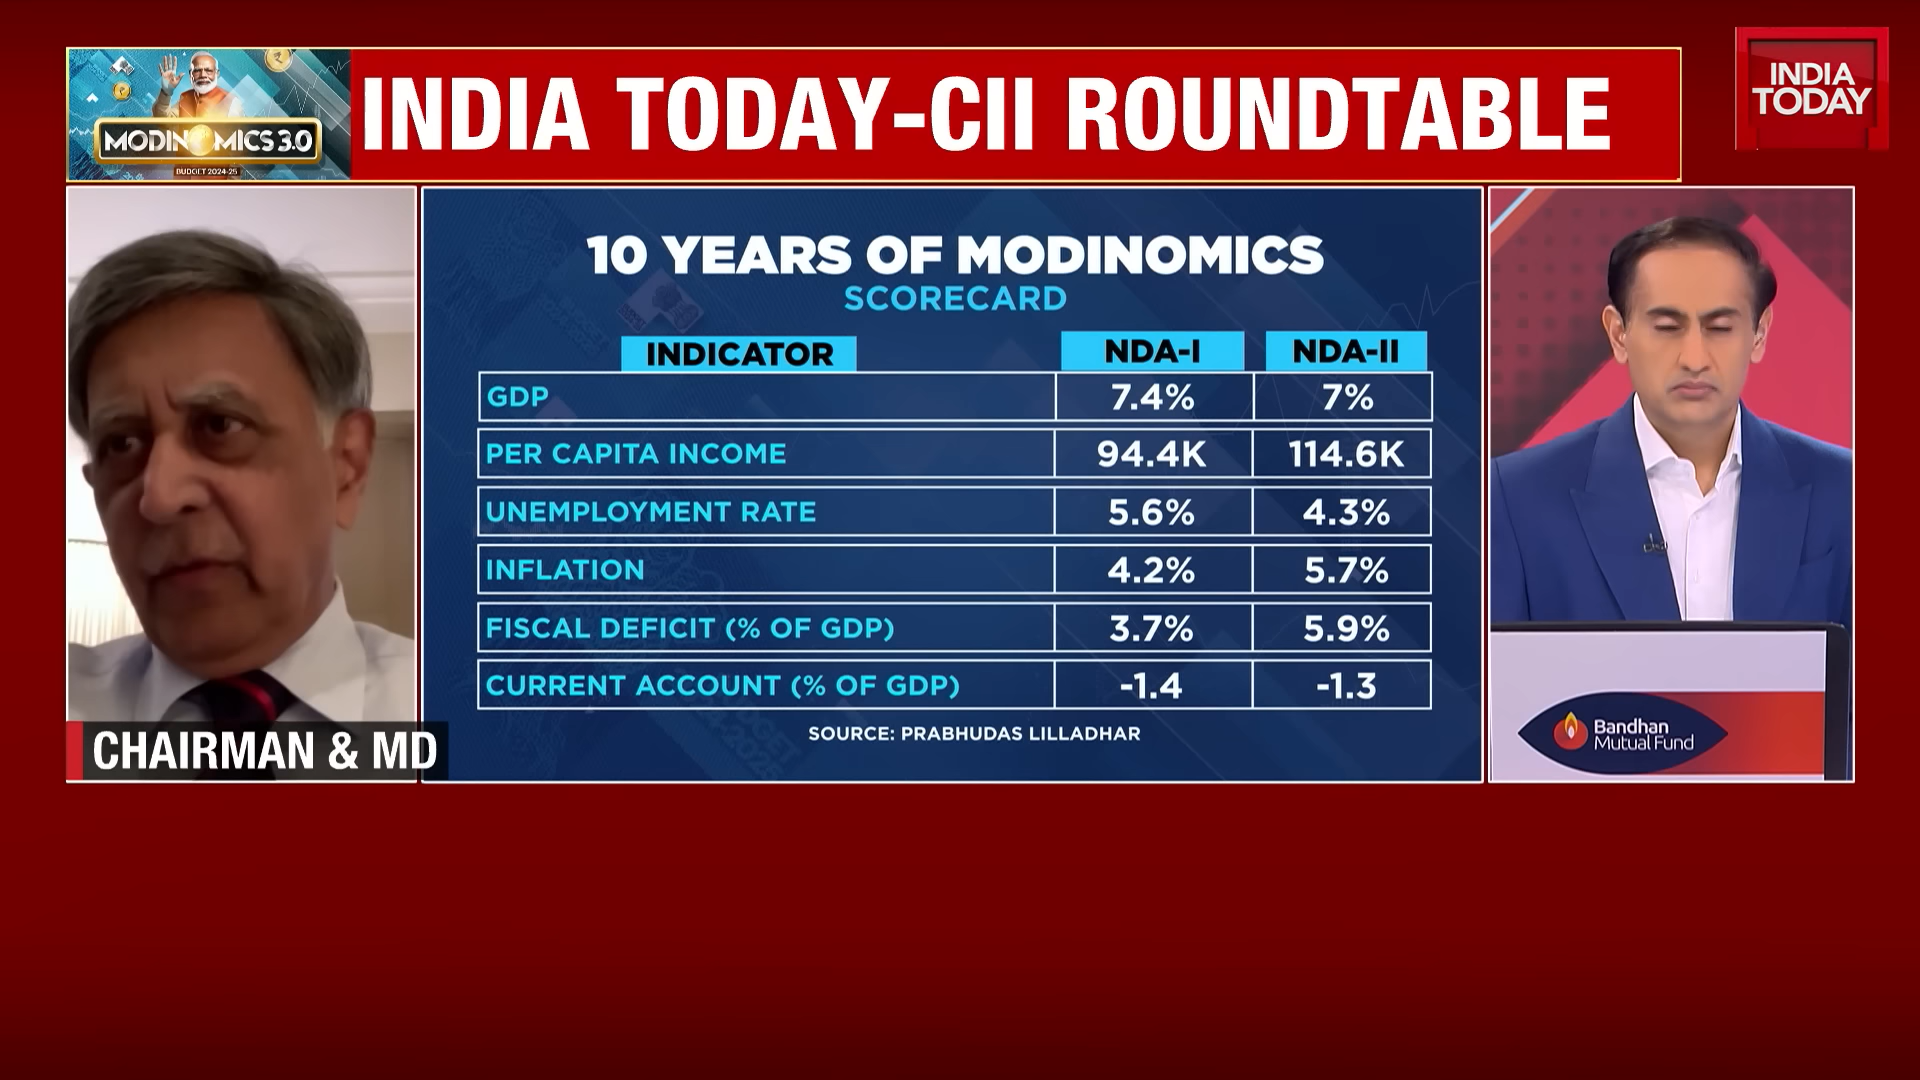 INDIA TODAY-CII ROUNDTABLE
INDIA
TODAY
MODINOMICS 3.0
BUDGET 2024-25
10 YEARS OF MODINOMICS
SCORECARD
INDICATOR NDA-I NDA-II
GDP 7.4% 7%
PER CAPITA INCOME 94.4K 114.6K
UNEMPLOYMENT RATE 5.6% 4.3%
INFLATION 4.2% 5.7%
FISCAL DEFICIT (% OF GDP) 3.7% 5.9%
CURRENT ACCOUNT (% OF GDP) -1.4 -1.3
SOURCE: PRABHUDAS LILLADHAR
CHAIRMAN & MD
Bandhan
Mutual Fund